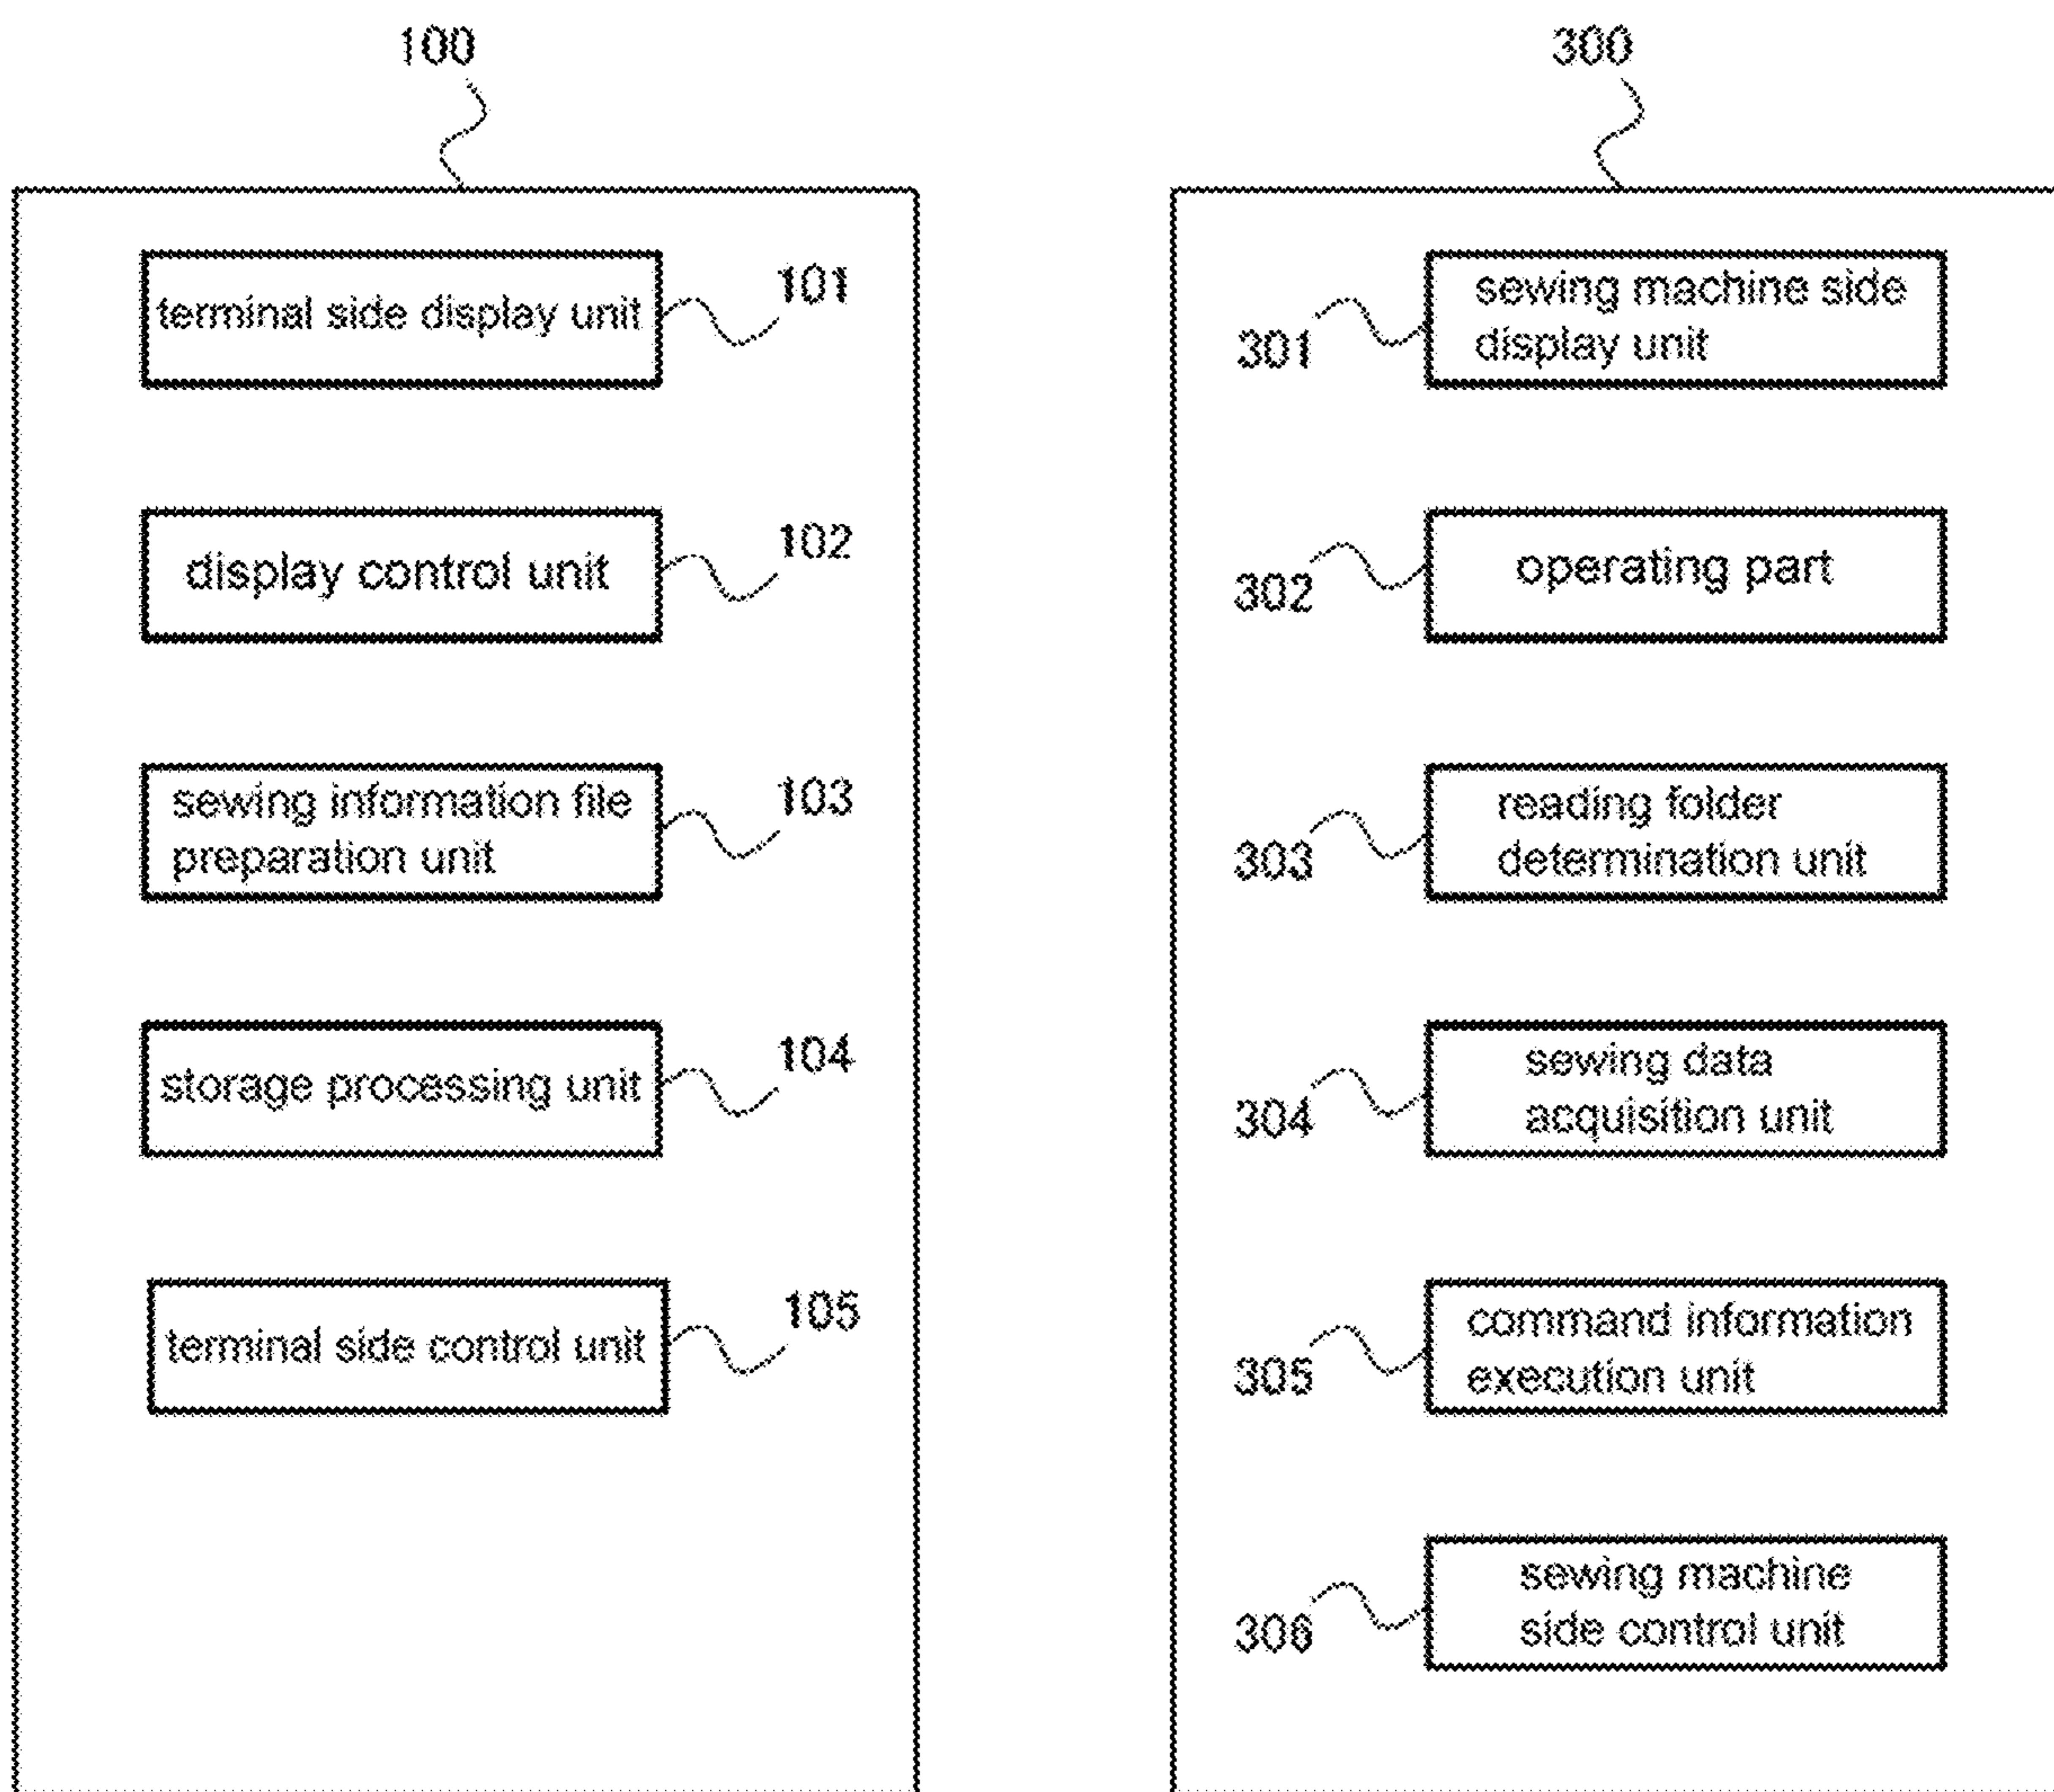 100
terminal side display unit
101
display control unit
102
sewing information file
preparation unit
103
storage processing unit
104
terminal side control unit
105
300
sewing machine side
display unit
301
operating part
302
reading folder
determination unit
303
sewing data
acquisition unit
304
command information
execution unit
305
sewing machine
side control unit
306